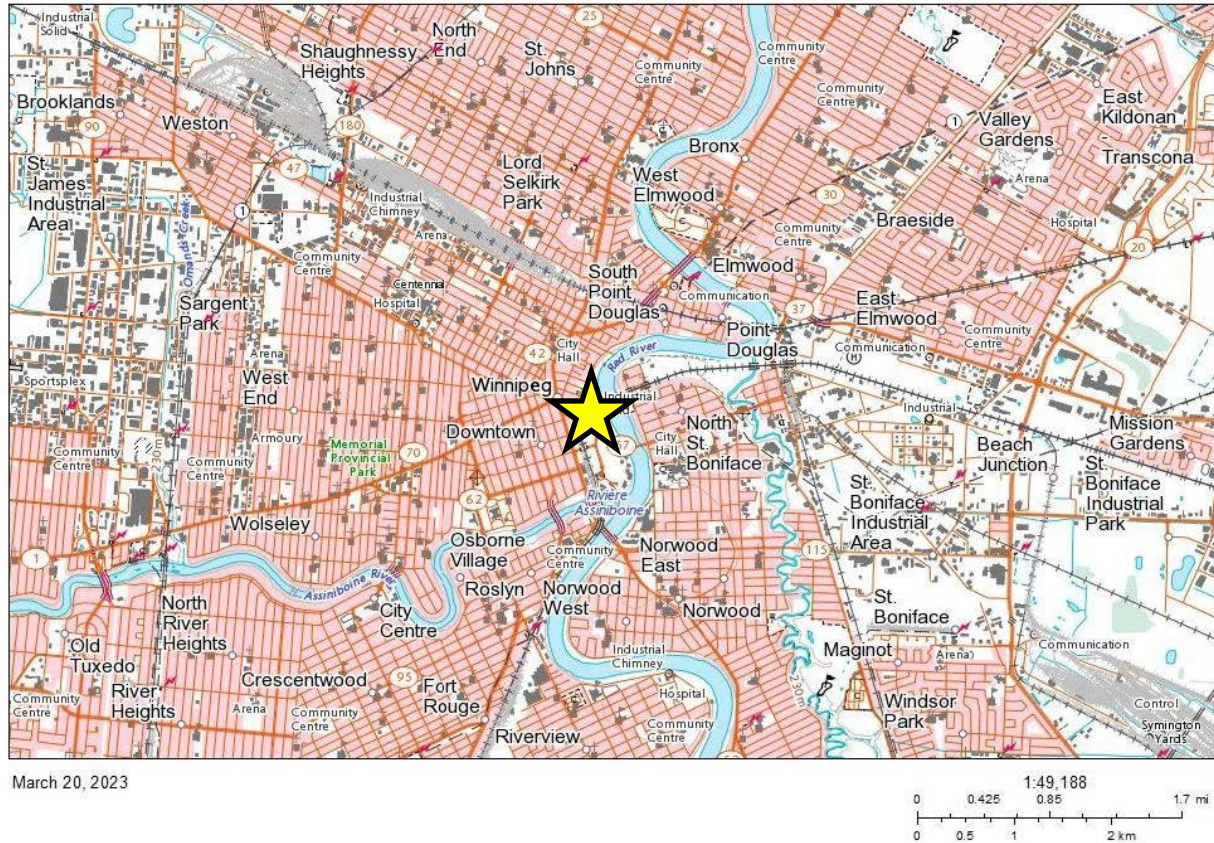 Industrial
Solid
North
End
25
Shaughnessy
Heights
St.
Johns
Community
Centre
Community
Centre
Brooklands
90
Weston
180
47
Community
Centre
1
Valley
Gardens
East
Kildonan
Transcona
Arena
Bronx
West
Elmwood
30
St.
James
Industrial
Area
Lord
Selkirk
Park
Industrial
Chimney
Arena
1
Omands Creek
Community
Centre
Centennial
Hospital
Community
Centre
Braeside
Hospital
20
South
Point
Douglas
Elmwood
Communication
37
East
Elmwood
Community
Centre
Communication
H
Point
Douglas
Red River
City
Hall
42
Sargent
Park
Arena
West
End
Sportsplex
Winnipeg
Downtown
Industrial
57
City
Hall
North
St.
Boniface
Industrial
Beach
Junction
Mission
Gardens
Armoury
Memorial
Provincial
Park
70
Community
Centre
230m
Community
Centre
62
Rivière
Assiniboine
St.
Boniface
Industrial
Area
St.
Boniface
Industrial
Park
Wolseley
1
Osborne
Village
Community
Centre
Norwood
East
115
Assiniboine River
Roslyn
Norwood
West
Norwood
St.
Boniface
North
River
Heights
City
Centre
Old
Tuxedo
Industrial
Chimney
Maginot
Arena
Communication
230m
Crescentwood
95
Fort
Rouge
Hospital
Windsor
Park
Control
Symington
Yards
Community
Centre
River
Heights
Arena
Community
Centre
Riverview
Community
Centre
March 20, 2023
1:49,188
0 0.425 0.85 1.7 mi
0 0.5 1 2 km